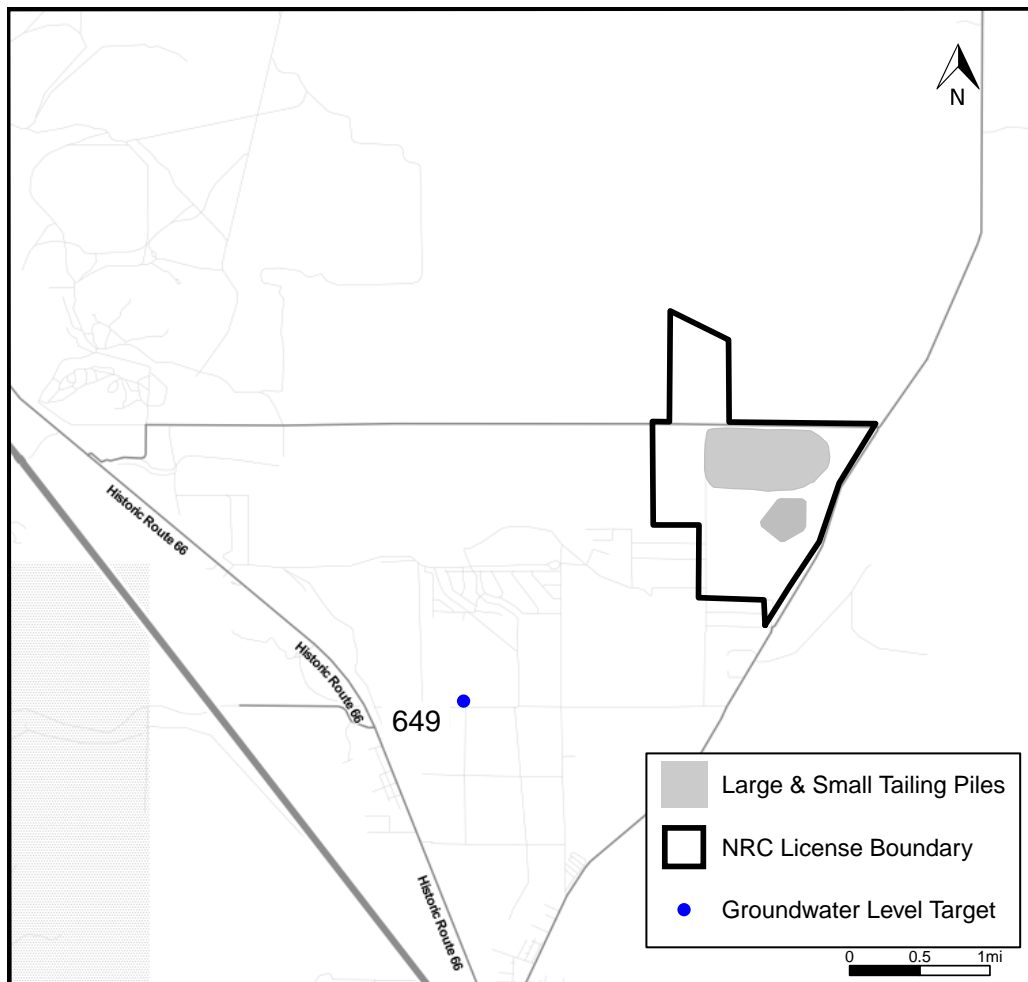 N
Historic Route 66
Historic Route 66
649
Historic Route 66
Large & Small Tailing Piles
NRC License Boundary
Groundwater Level Target
0 0.5 1mi